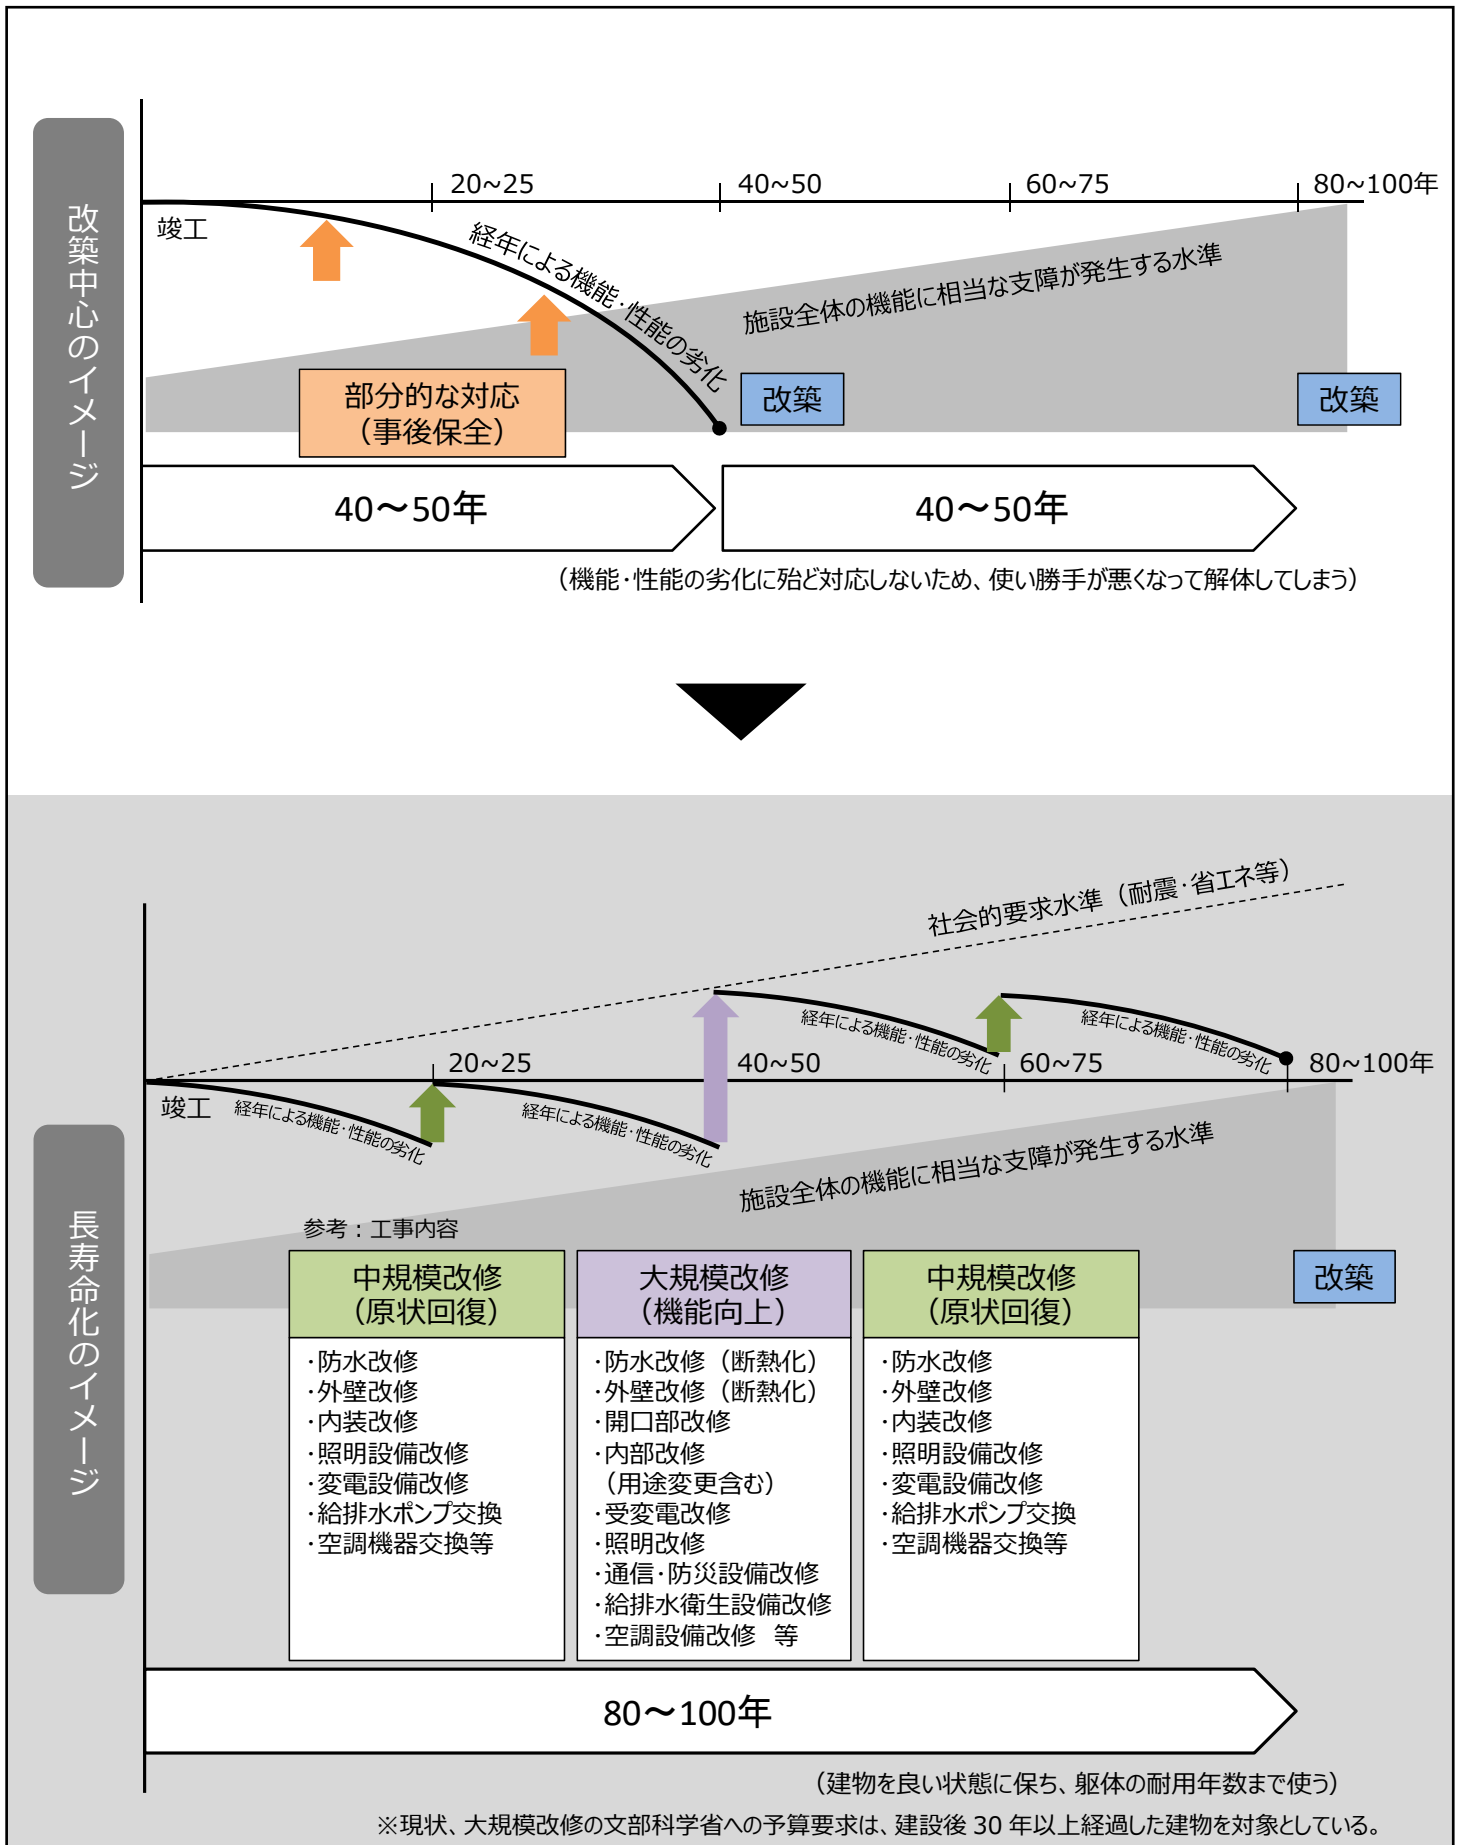 改築中心のイメージ
20~25
40~50
60~75
80~100年
竣工
経年による機能・性能の劣化
施設全体の機能に相当な支障が発生する水準
部分的な対応
（事後保全）
改築
改築
40～50年
40～50年
（機能・性能の劣化に殆ど対応しないため、使い勝手が悪くなって解体してしまう）
長寿命化のイメージ
社会的要求水準（耐震・省エネ等）
経年による機能・性能の劣化
経年による機能・性能の劣化
20~25
40~50
60~75
80~100年
竣工
経年による機能・性能の劣化
経年による機能・性能の劣化
施設全体の機能に相当な支障が発生する水準
参考：工事内容
中規模改修
（原状回復）
・防水改修
・外壁改修
・内装改修
・照明設備改修
・変電設備改修
・給排水ポンプ交換
・空調機器交換等
大規模改修
（機能向上）
・防水改修（断熱化）
・外壁改修（断熱化）
・開口部改修
・内部改修
（用途変更含む）
・受変電改修
・照明改修
・通信・防災設備改修
・給排水衛生設備改修
・空調設備改修　等
中規模改修
（原状回復）
・防水改修
・外壁改修
・内装改修
・照明設備改修
・変電設備改修
・給排水ポンプ交換
・空調機器交換等
改築
80～100年
（建物を良い状態に保ち、躯体の耐用年数まで使う）
※現状、大規模改修の文部科学省への予算要求は、建設後 30 年以上経過した建物を対象としている。